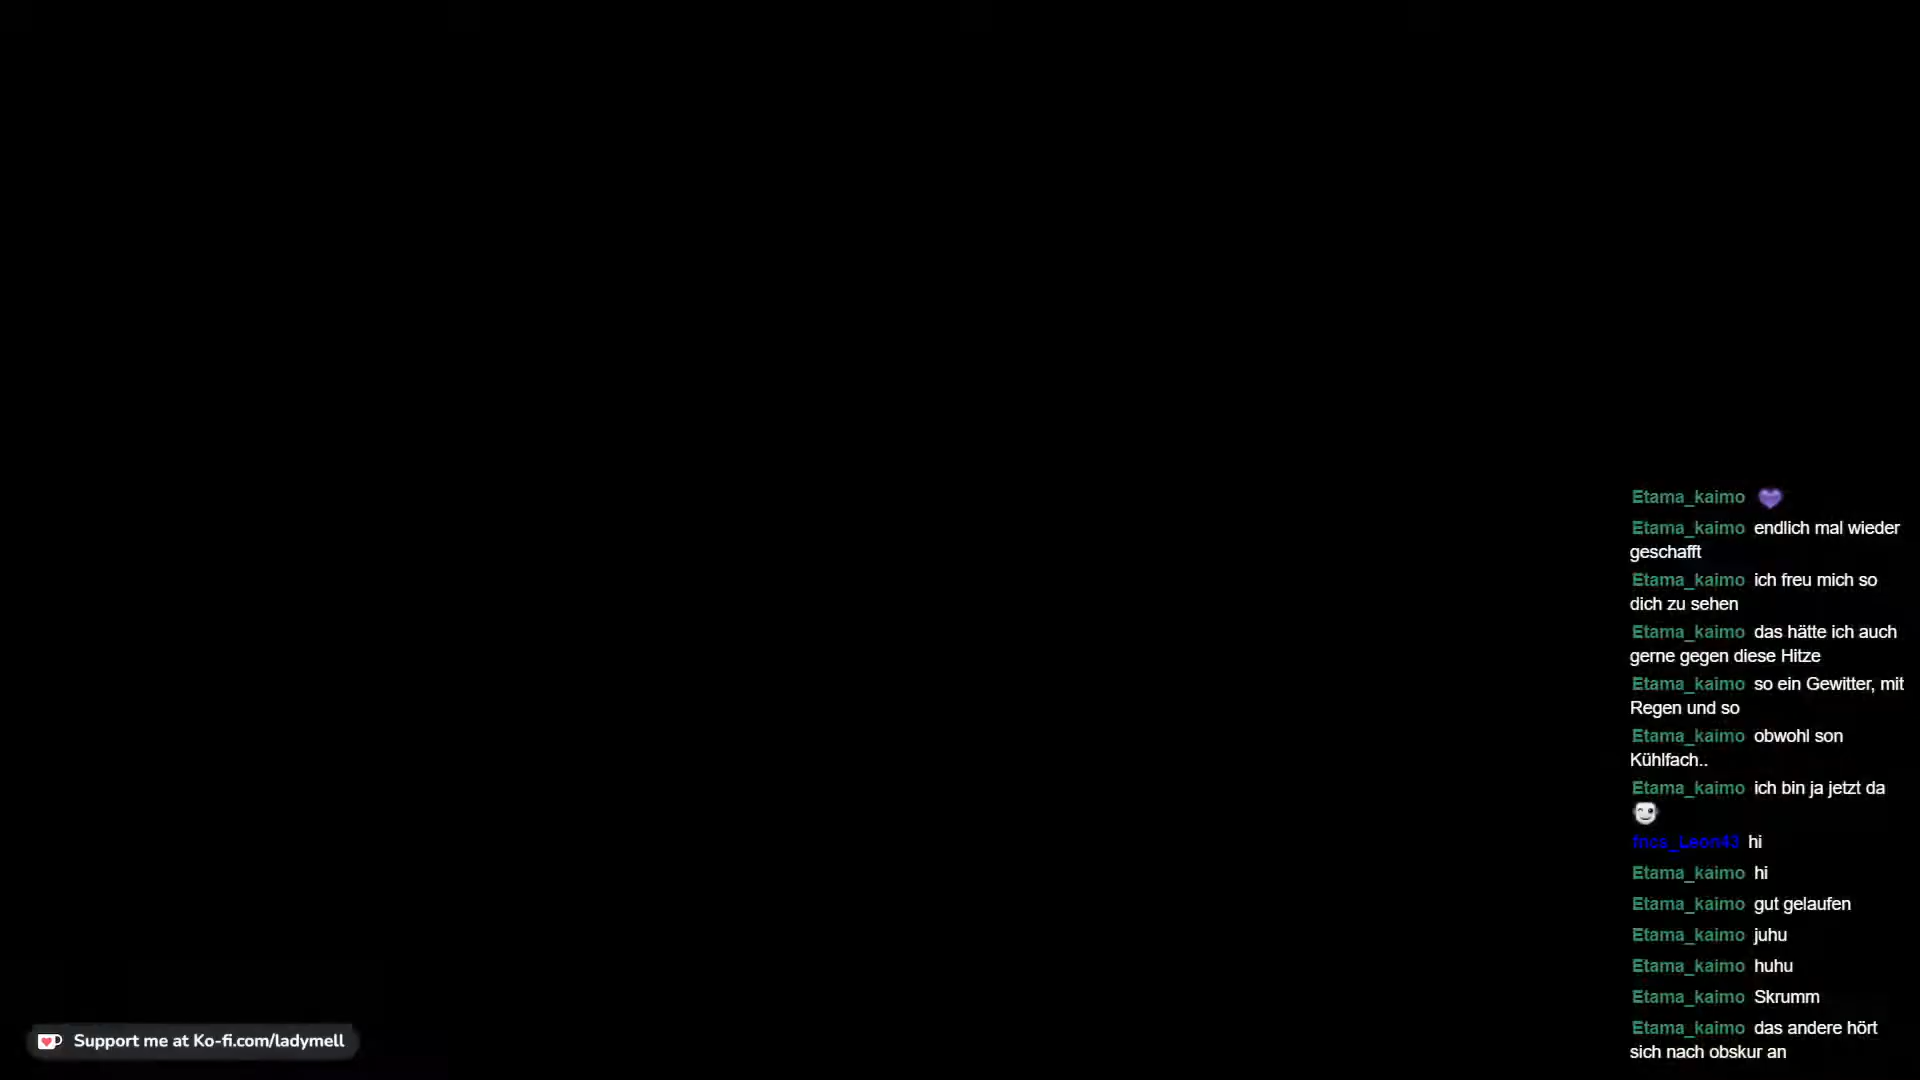 Etama_kaimo
Etama_kaimo endlich mal wieder
geschafft
Etama_kaimo ich freu mich so
dich zu sehen
Etama_kaimo das hätte ich auch
gerne gegen diese Hitze
Etama_kaimo so ein Gewitter, mit
Regen und so
Etama_kaimo obwohl son
Kühlfach..
Etama_kaimo ich bin ja jetzt da
fncs_Leon43 hi
Etama_kaimo hi
Etama_kaimo gut gelaufen
Etama_kaimo juhu
Etama_kaimo huhu
Etama_kaimo Skrumm
Etama_kaimo das andere hört
sich nach obskur an
Support me at Ko-fi.com/ladymell